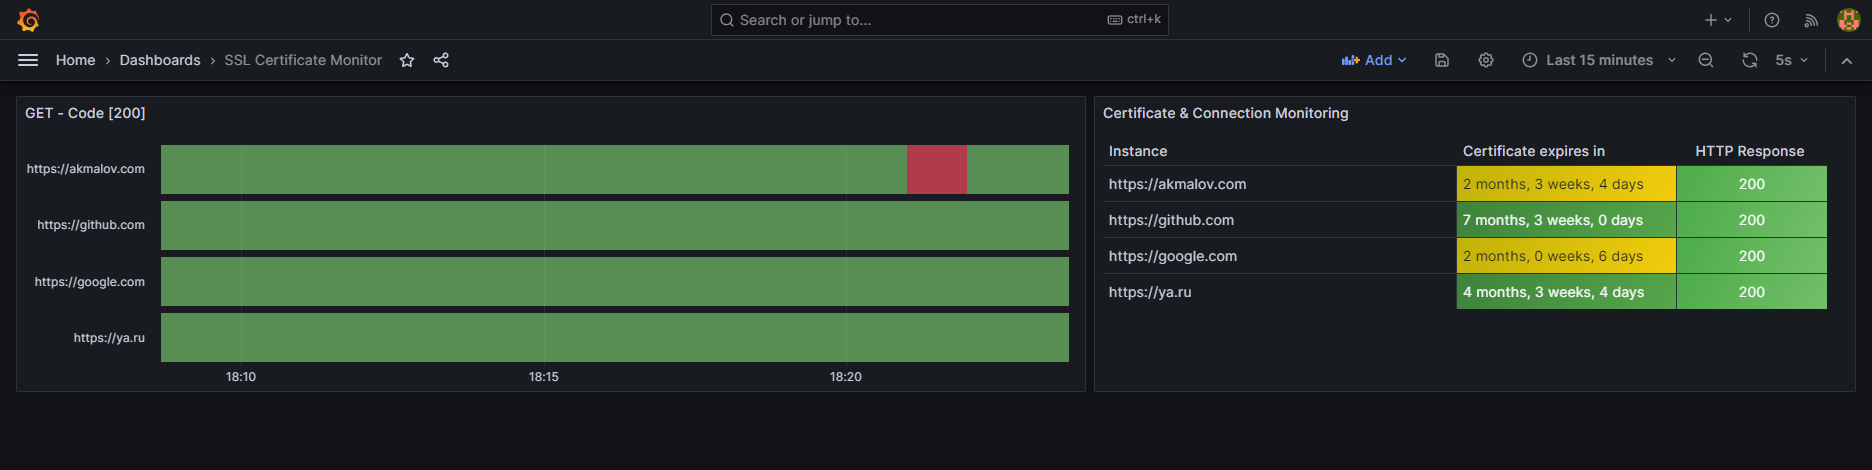 Search or jump to... ctrl+k
Home › Dashboards › SSL Certificate Monitor Add Last 15 minutes 5s
GET - Code [200]
https://akmalov.com
https://github.com
https://google.com
https://ya.ru
18:10 18:15 18:20
Certificate & Connection Monitoring
Instance Certificate expires in HTTP Response
https://akmalov.com 2 months, 3 weeks, 4 days 200
https://github.com 7 months, 3 weeks, 0 days 200
https://google.com 2 months, 0 weeks, 6 days 200
https://ya.ru 4 months, 3 weeks, 4 days 200